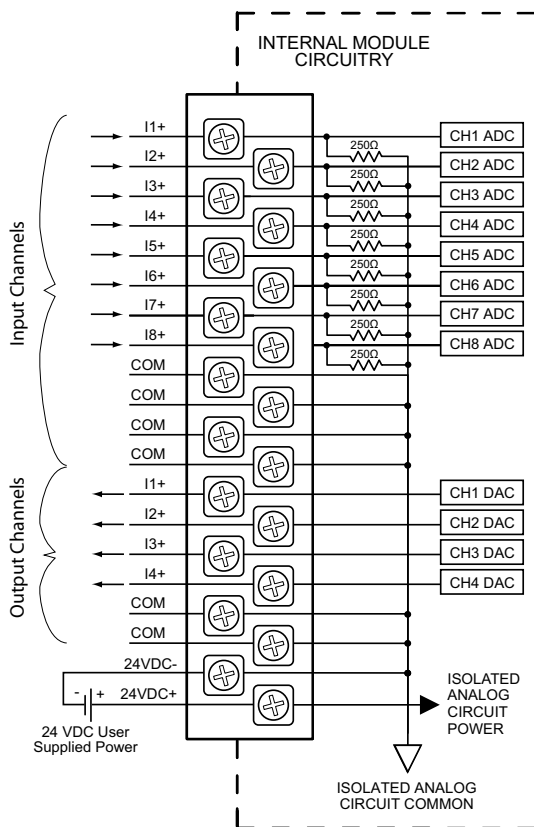 INTERNAL MODULE
CIRCUITRY
Input Channels
I1+
CH1 ADC
250Ω
I2+
CH2 ADC
250Ω
I3+
CH3 ADC
250Ω
I4+
CH4 ADC
250Ω
I5+
CH5 ADC
250Ω
I6+
CH6 ADC
250Ω
I7+
CH7 ADC
250Ω
I8+
CH8 ADC
250Ω
COM
COM
COM
COM
Output Channels
I1+
CH1 DAC
I2+
CH2 DAC
I3+
CH3 DAC
I4+
CH4 DAC
COM
COM
24VDC-
- +
24VDC+
24 VDC User
Supplied Power
ISOLATED
ANALOG
CIRCUIT
POWER
ISOLATED ANALOG
CIRCUIT COMMON